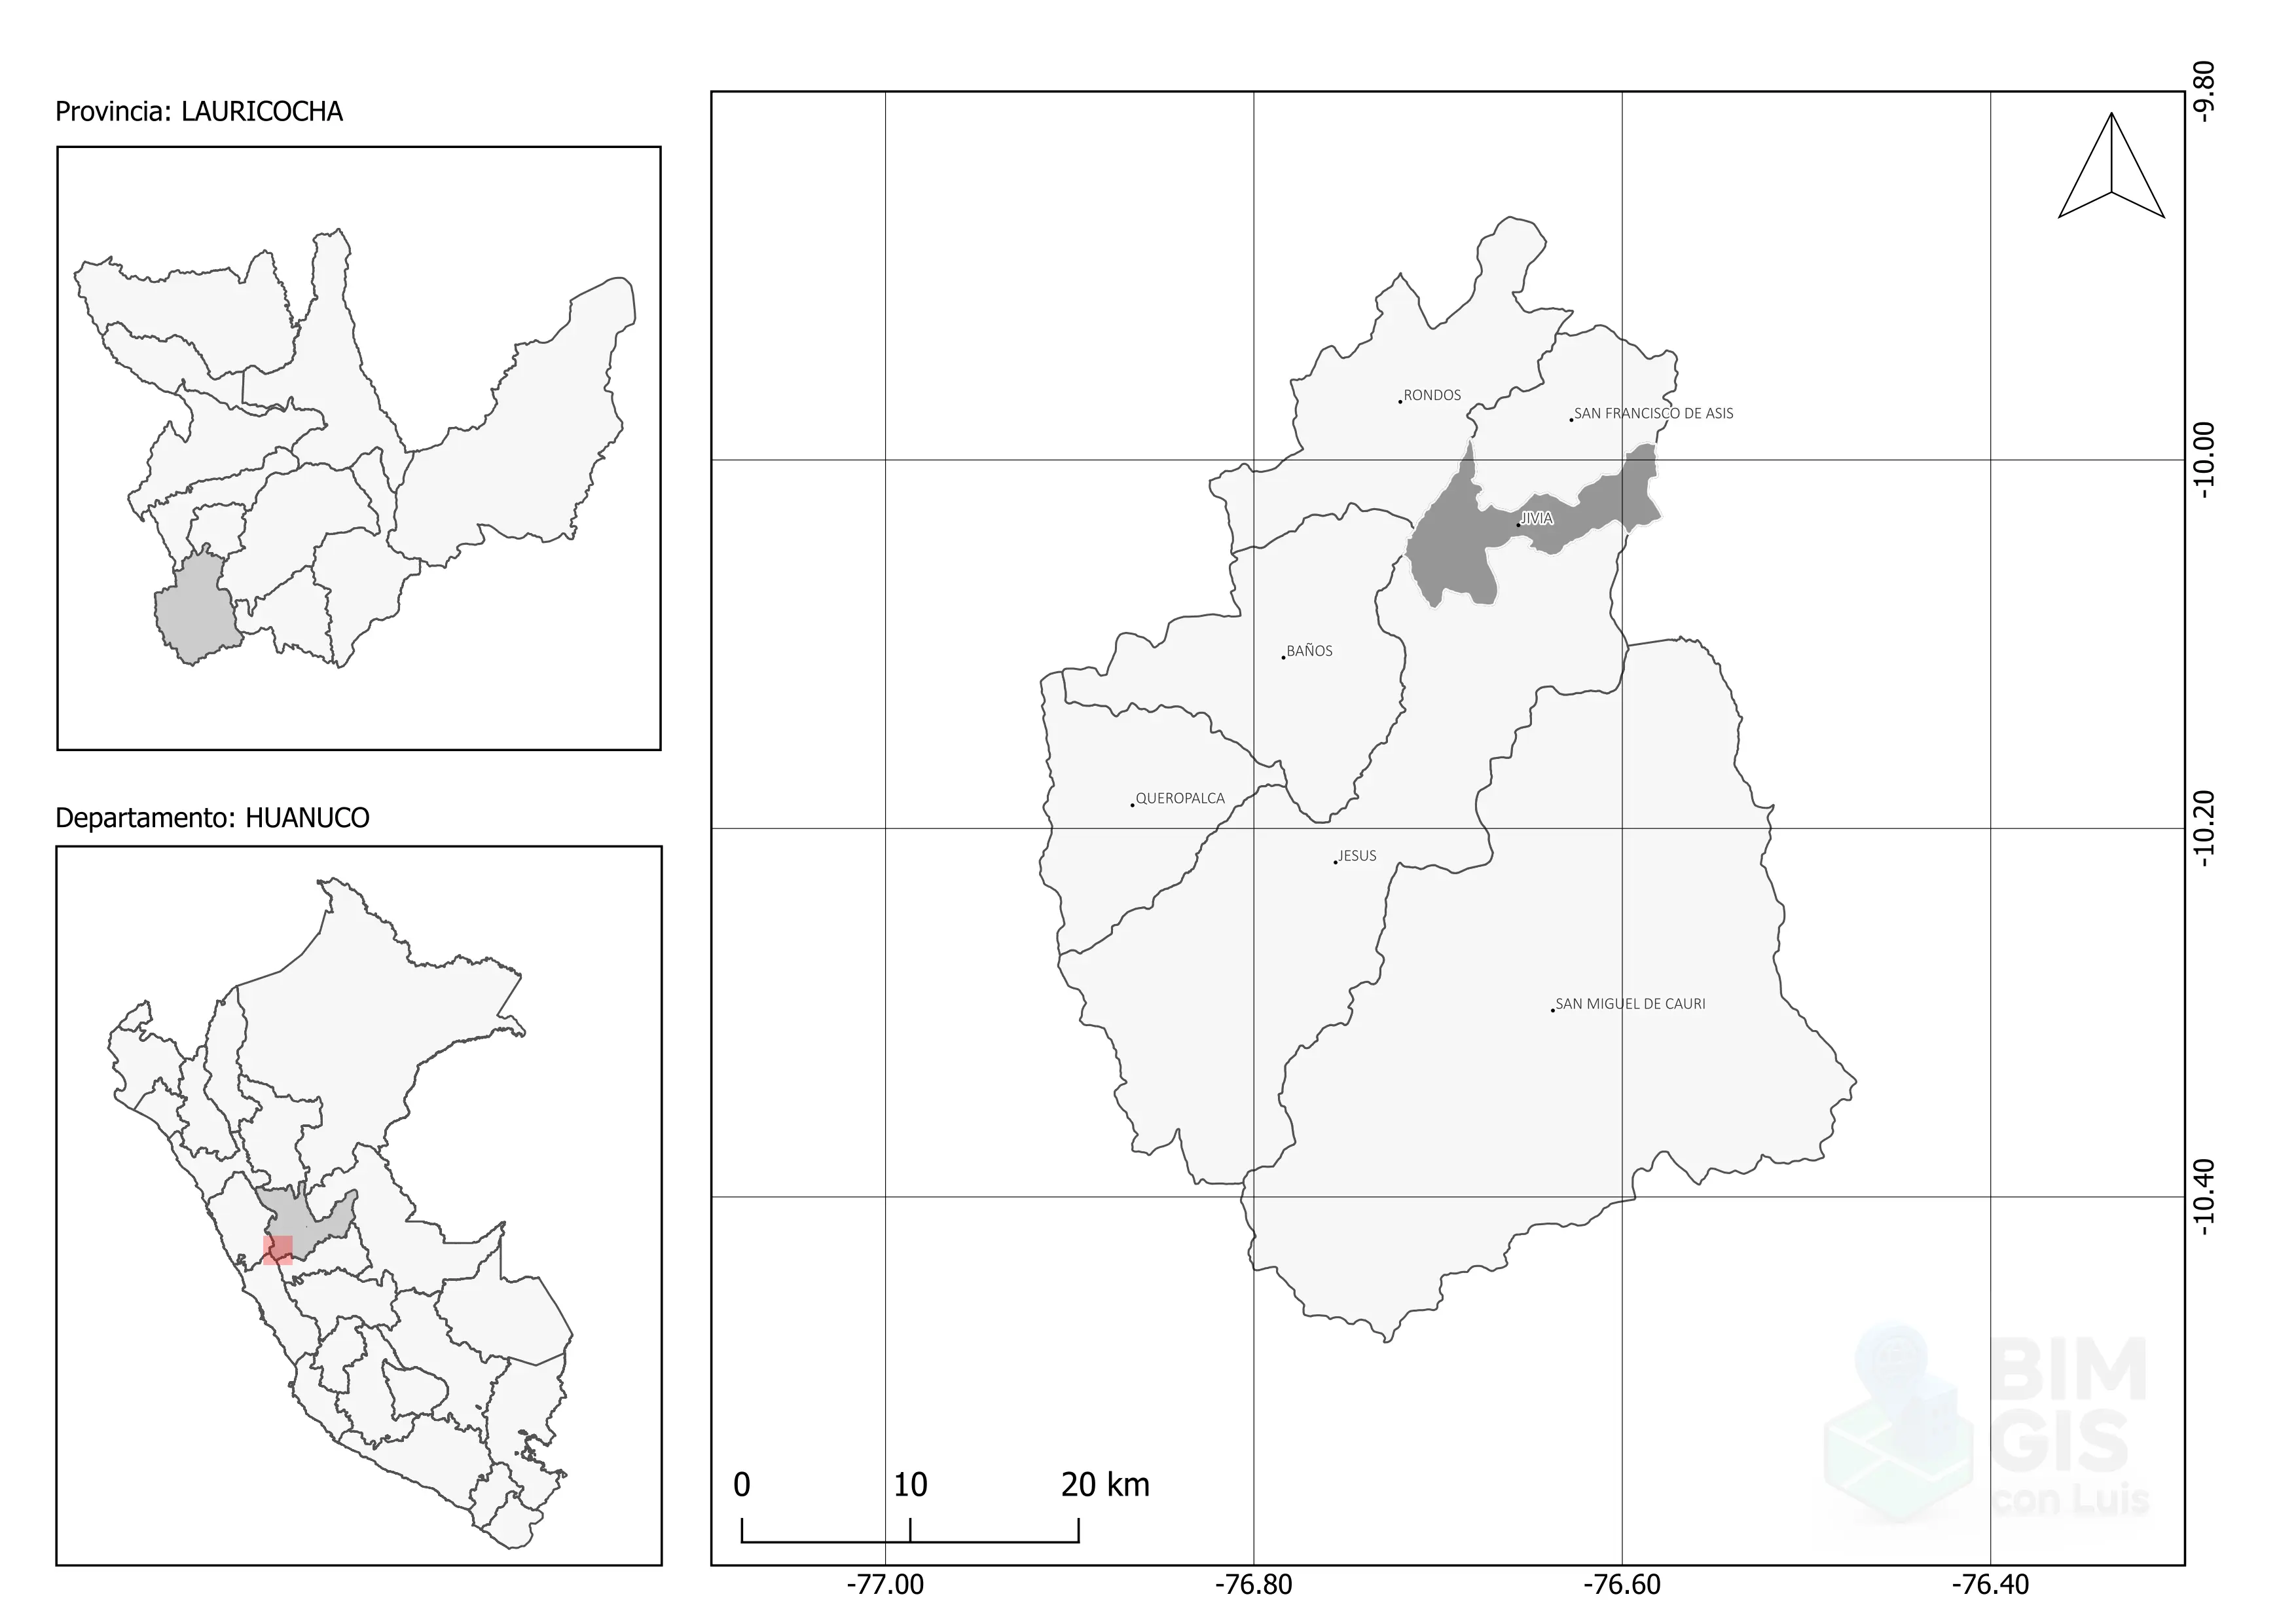 Provincia: LAURICOCHA
Departamento: HUANUCO
RONDOS
SAN FRANCISCO DE ASIS
JIVIA
BAÑOS
QUEROPALCA
JESUS
SAN MIGUEL DE CAURI
-9.80
-10.00
-10.20
-10.40
0 10 20 km
-77.00 -76.80 -76.60 -76.40
BIM
GIS
con Luis